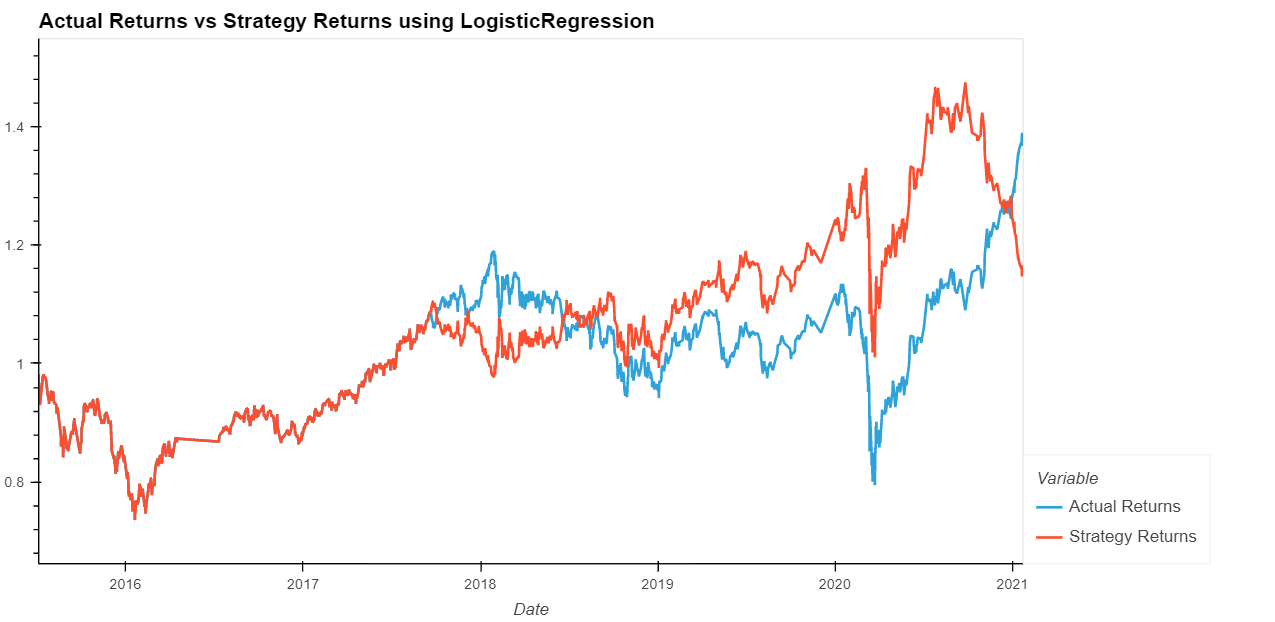 Actual Returns vs Strategy Returns using LogisticRegression
1.4
1.2
1
0.8
2016 2017 2018 2019 2020 2021
Date
Variable
Actual Returns
Strategy Returns